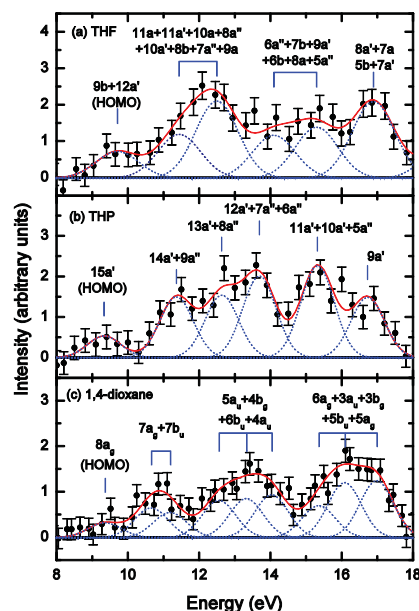 (a) THF
11a+11a'+10a+8a"
+10a'+8b+7a"+9a
6a"+7b+9a'
+6b+8a+5a"
8a'+7a
5b+7a'
9b+12a'
(HOMO)
4
3
2
1
0
(b) THP
12a'+7a"+6a"
13a'+8a"
11a'+10a'+5a"
14a'+9a"
9a'
15a'
(HOMO)
4
3
2
1
0
Intensity (arbitrary units)
(c) 1,4-dioxane
5au+4bg
+6bu+4au
6ag+3au+3bg
+5bu+5ag
7ag+7bu
8ag
(HOMO)
3
2
1
0
8 10 12 14 16 18
Energy (eV)